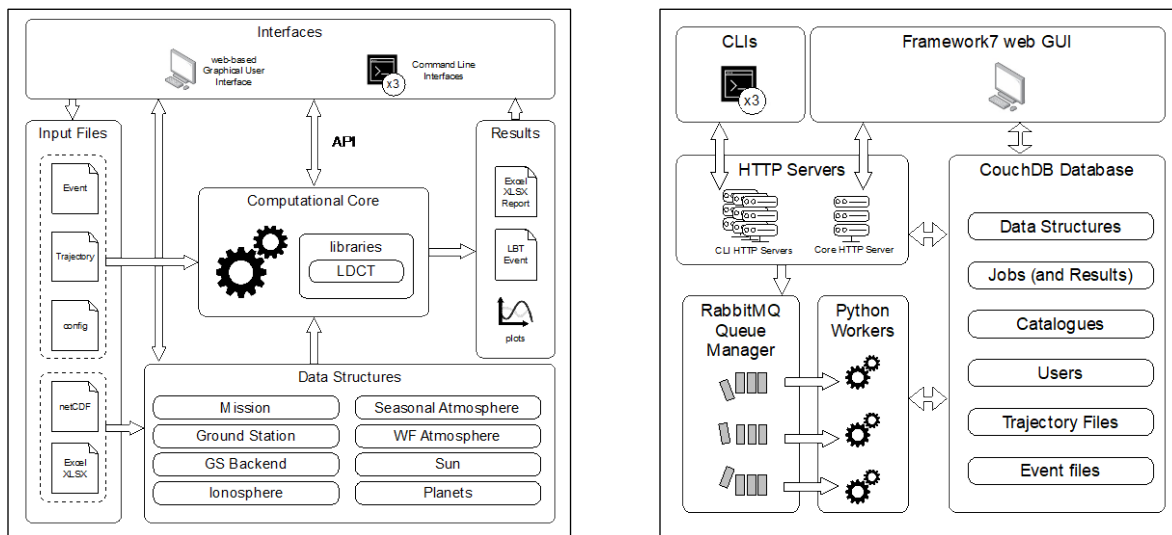 Interfaces
web-based
Graphical User
Interface
x3
Command Line
Interfaces
Input Files
Event
Trajectory
config
netCDF
Excel
XLSX
API
Computational Core
libraries
LDCT
Results
Excel
XLSX
Report
LBT
Event
plots
Data Structures
Mission
Seasonal Atmosphere
Ground Station
WF Atmosphere
GS Backend
Sun
Ionosphere
Planets
CLIs
x3
Framework7 web GUI
HTTP Servers
CLI HTTP Servers
Core HTTP Server
CouchDB Database
Data Structures
Jobs (and Results)
Catalogues
Users
Trajectory Files
Event files
RabbitMQ
Queue
Manager
Python
Workers